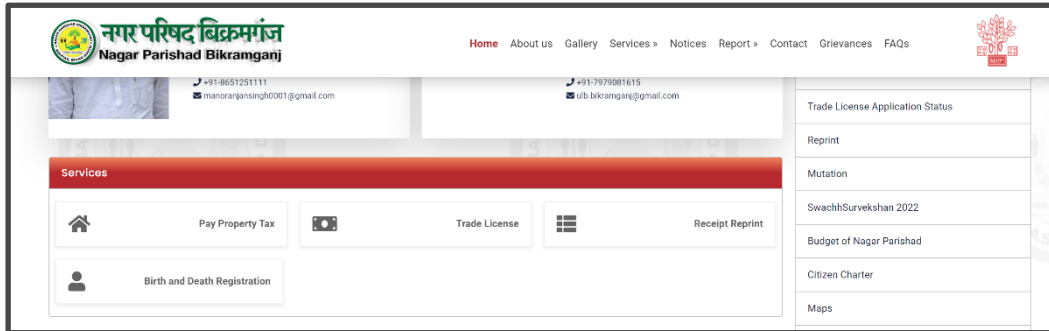 नगर परिषद बिक्रमगंज
Nagar Parishad Bikramganj
Home About us Gallery Services » Notices Report » Contact Grievances FAQs
+91-8651251111
manoranjansingh0001@gmail.com
+91-7979081615
ulb.bikramganj@gmail.com
Services
Pay Property Tax
Trade License
Receipt Reprint
Birth and Death Registration
Trade License Application Status
Reprint
Mutation
SwachhSurvekshan 2022
Budget of Nagar Parishad
Citizen Charter
Maps